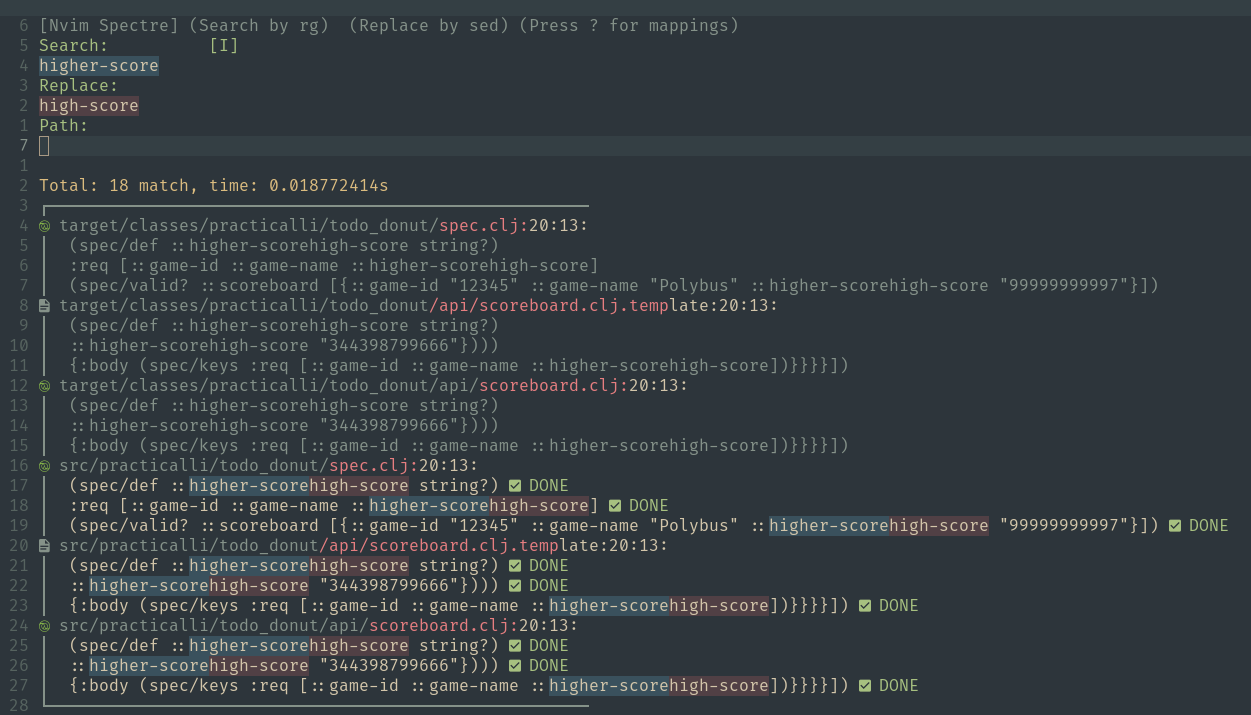 6 [Nvim Spectre] (Search by rg)  (Replace by sed) (Press ? for mappings)
5 Search:          [I]
4 higher-score
3 Replace:
2 high-score
1 Path:
7
1
2 Total: 18 match, time: 0.018772414s
3
4 target/classes/practicalli/todo_donut/spec.clj:20:13:
5 (spec/def ::higher-scorehigh-score string?)
6 :req [::game-id ::game-name ::higher-scorehigh-score]
7 (spec/valid? ::scoreboard [{::game-id "12345" ::game-name "Polybus" ::higher-scorehigh-score "99999999997"}])
8 target/classes/practicalli/todo_donut/api/scoreboard.clj.template:20:13:
9 (spec/def ::higher-scorehigh-score string?)
10 ::higher-scorehigh-score "344398799666"})))
11 {:body (spec/keys :req [::game-id ::game-name ::higher-scorehigh-score])}}}}])
12 target/classes/practicalli/todo_donut/api/scoreboard.clj:20:13:
13 (spec/def ::higher-scorehigh-score string?)
14 ::higher-scorehigh-score "344398799666"})))
15 {:body (spec/keys :req [::game-id ::game-name ::higher-scorehigh-score])}}}}])
16 src/practicalli/todo_donut/spec.clj:20:13:
17 (spec/def ::higher-scorehigh-score string?) ✅ DONE
18 :req [::game-id ::game-name ::higher-scorehigh-score] ✅ DONE
19 (spec/valid? ::scoreboard [{::game-id "12345" ::game-name "Polybus" ::higher-scorehigh-score "99999999997"}]) ✅ DONE
20 src/practicalli/todo_donut/api/scoreboard.clj.template:20:13:
21 (spec/def ::higher-scorehigh-score string?) ✅ DONE
22 ::higher-scorehigh-score "344398799666"}))) ✅ DONE
23 {:body (spec/keys :req [::game-id ::game-name ::higher-scorehigh-score])}}}}]) ✅ DONE
24 src/practicalli/todo_donut/api/scoreboard.clj:20:13:
25 (spec/def ::higher-scorehigh-score string?) ✅ DONE
26 ::higher-scorehigh-score "344398799666"}))) ✅ DONE
27 {:body (spec/keys :req [::game-id ::game-name ::higher-scorehigh-score])}}}}]) ✅ DONE
28